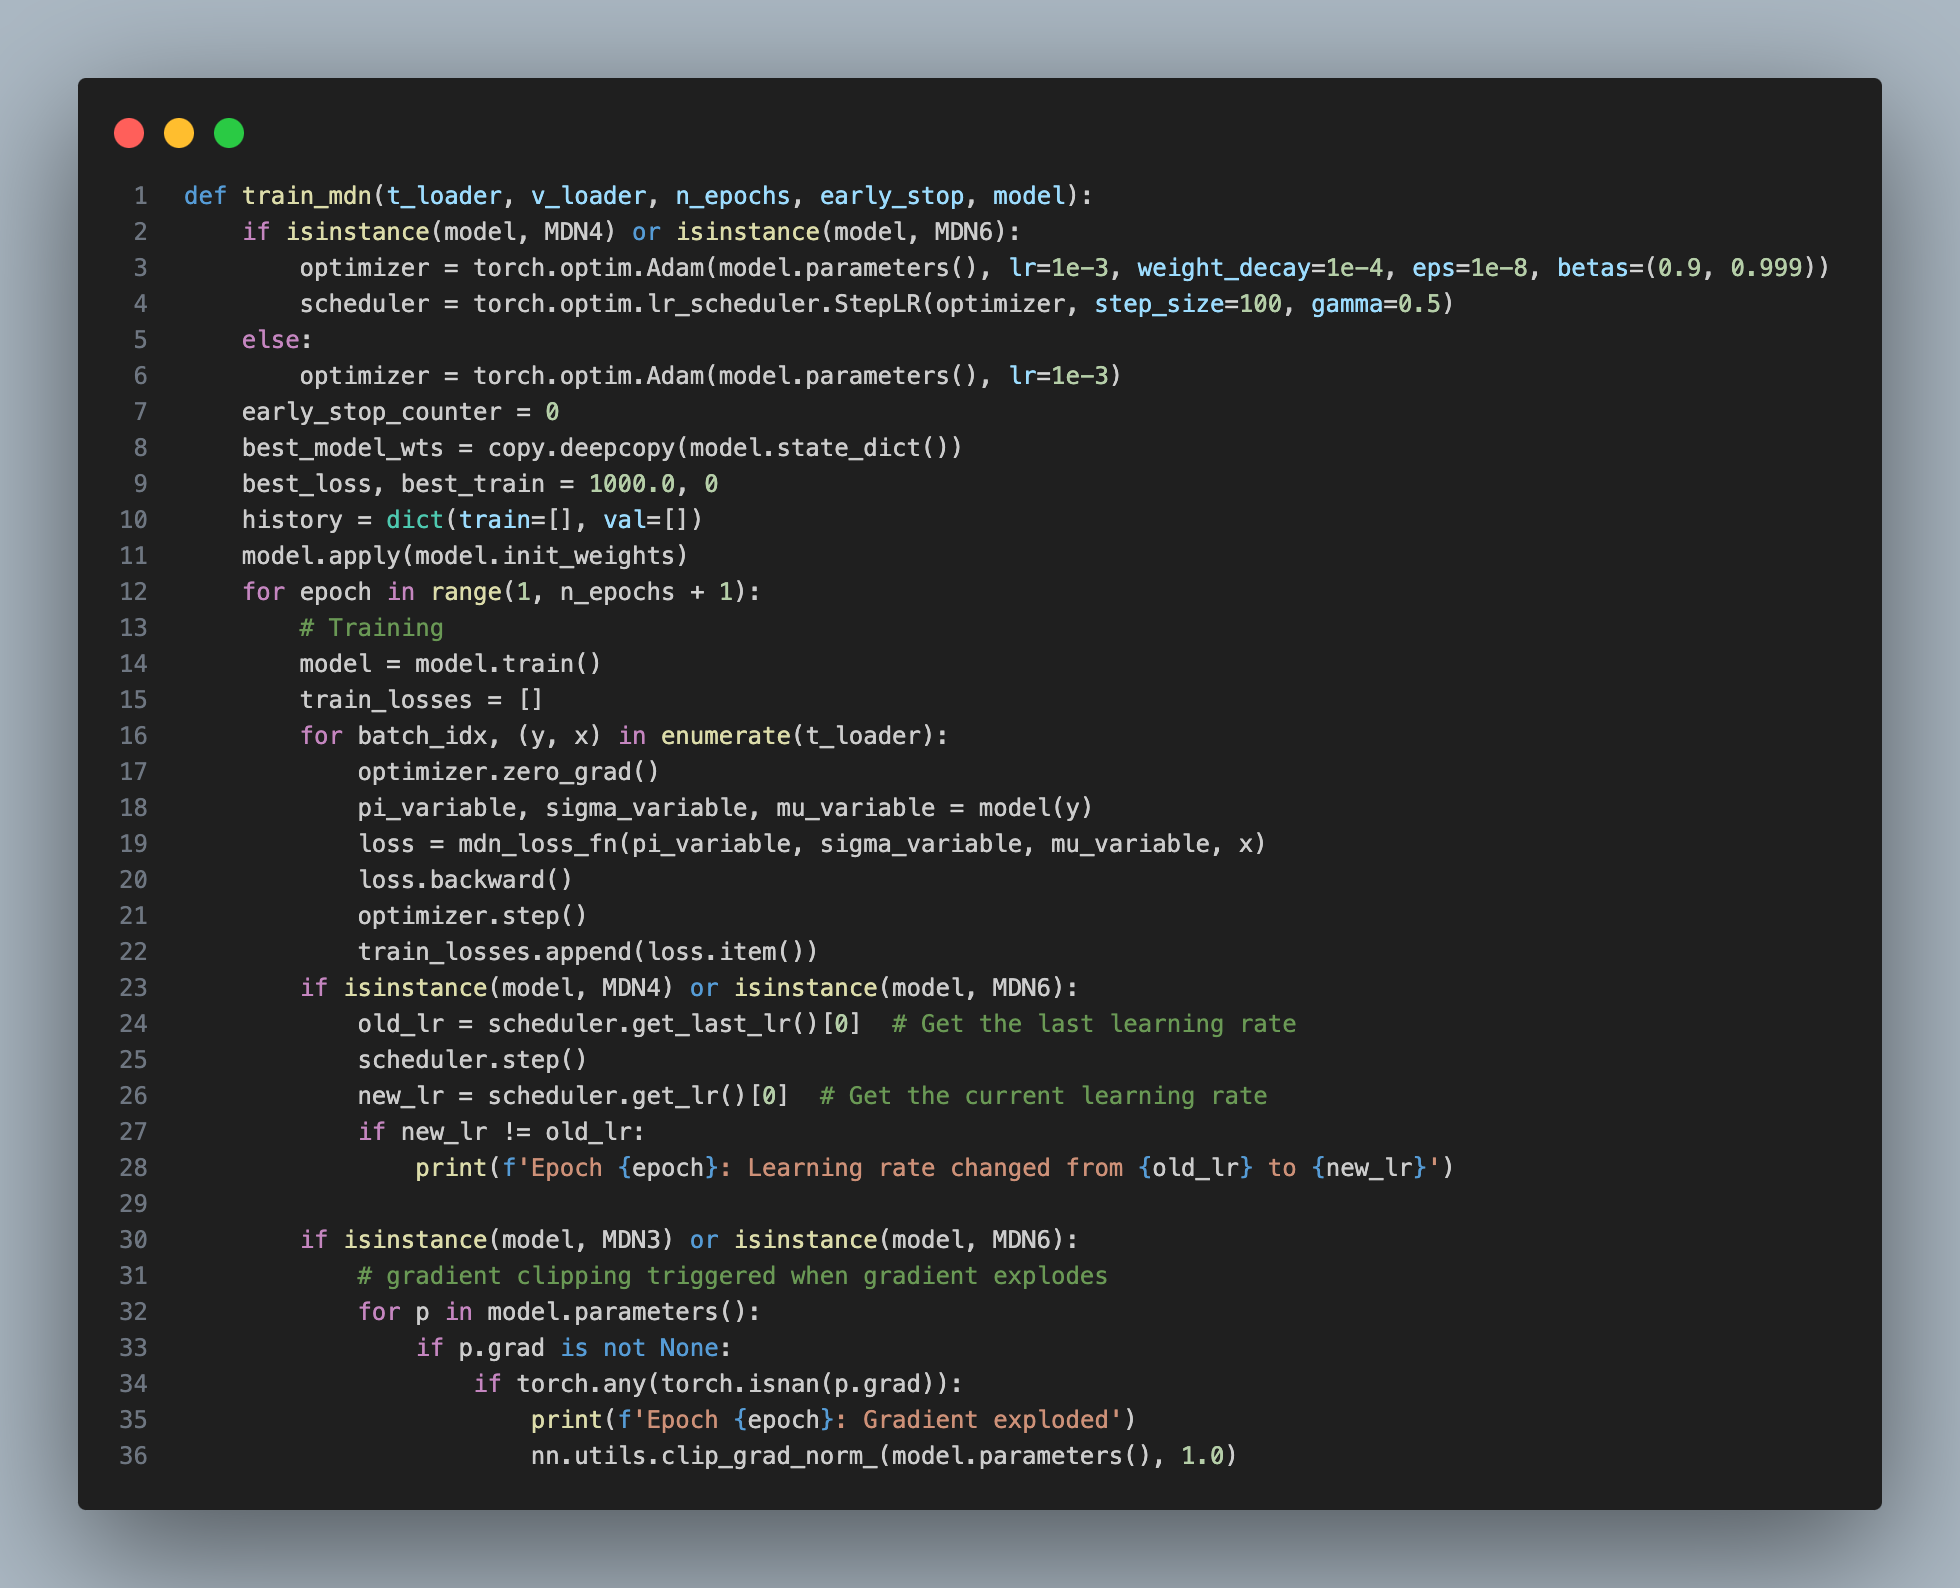 1 def train_mdn(t_loader, v_loader, n_epochs, early_stop, model):
2     if isinstance(model, MDN4) or isinstance(model, MDN6):
3         optimizer = torch.optim.Adam(model.parameters(), lr=1e-3, weight_decay=1e-4, eps=1e-8, betas=(0.9, 0.999))
4         scheduler = torch.optim.lr_scheduler.StepLR(optimizer, step_size=100, gamma=0.5)
5     else:
6         optimizer = torch.optim.Adam(model.parameters(), lr=1e-3)
7     early_stop_counter = 0
8     best_model_wts = copy.deepcopy(model.state_dict())
9     best_loss, best_train = 1000.0, 0
10     history = dict(train=[], val=[])
11     model.apply(model.init_weights)
12     for epoch in range(1, n_epochs + 1):
13         # Training
14         model = model.train()
15         train_losses = []
16         for batch_idx, (y, x) in enumerate(t_loader):
17             optimizer.zero_grad()
18             pi_variable, sigma_variable, mu_variable = model(y)
19             loss = mdn_loss_fn(pi_variable, sigma_variable, mu_variable, x)
20             loss.backward()
21             optimizer.step()
22             train_losses.append(loss.item())
23         if isinstance(model, MDN4) or isinstance(model, MDN6):
24             old_lr = scheduler.get_last_lr()[0]  # Get the last learning rate
25             scheduler.step()
26             new_lr = scheduler.get_lr()[0]  # Get the current learning rate
27             if new_lr != old_lr:
28                 print(f'Epoch {epoch}: Learning rate changed from {old_lr} to {new_lr}')
29
30         if isinstance(model, MDN3) or isinstance(model, MDN6):
31             # gradient clipping triggered when gradient explodes
32             for p in model.parameters():
33                 if p.grad is not None:
34                     if torch.any(torch.isnan(p.grad)):
35                         print(f'Epoch {epoch}: Gradient exploded')
36                         nn.utils.clip_grad_norm_(model.parameters(), 1.0)